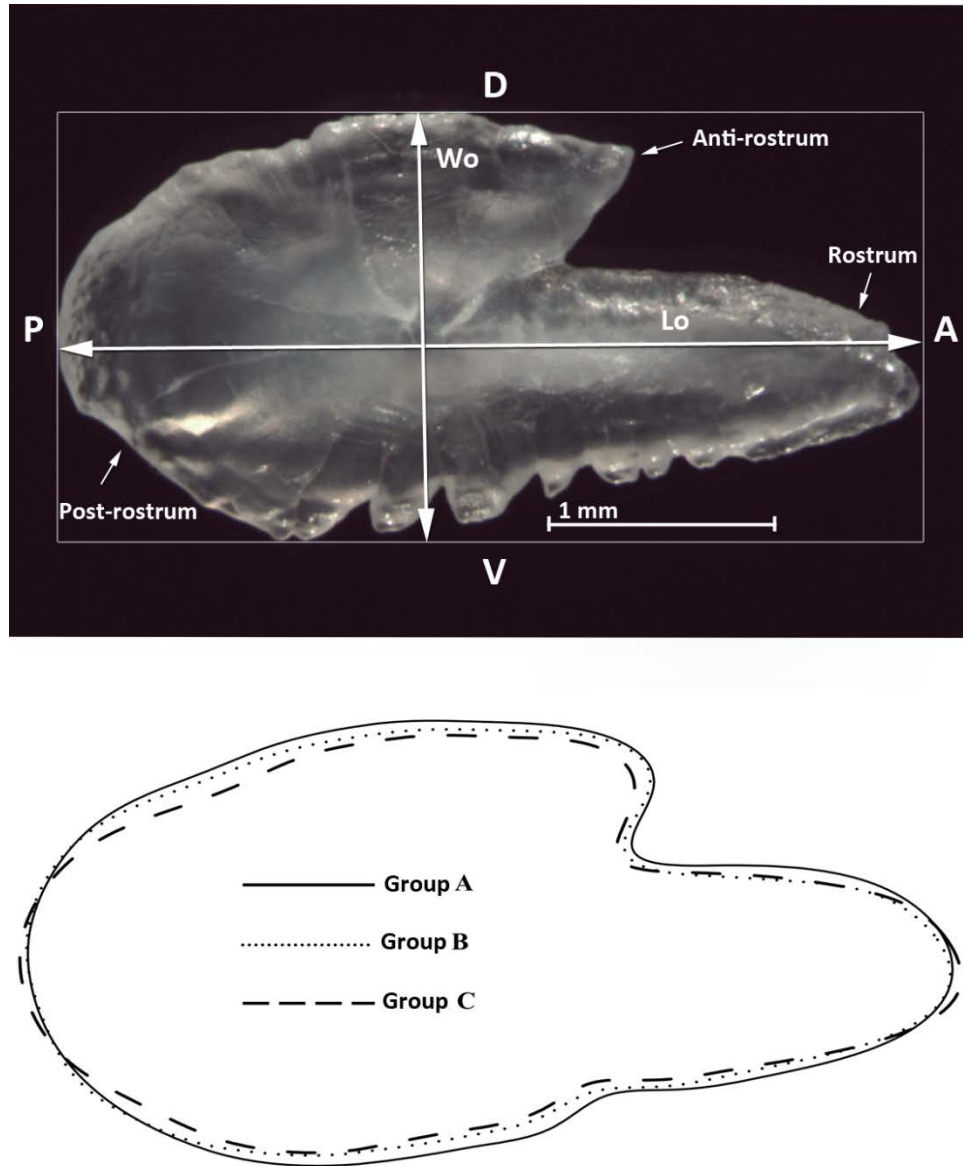 D
Wo
Anti-rostrum
Rostrum
Lo
P
A
Post-rostrum
1 mm
V
Group A
Group B
Group C